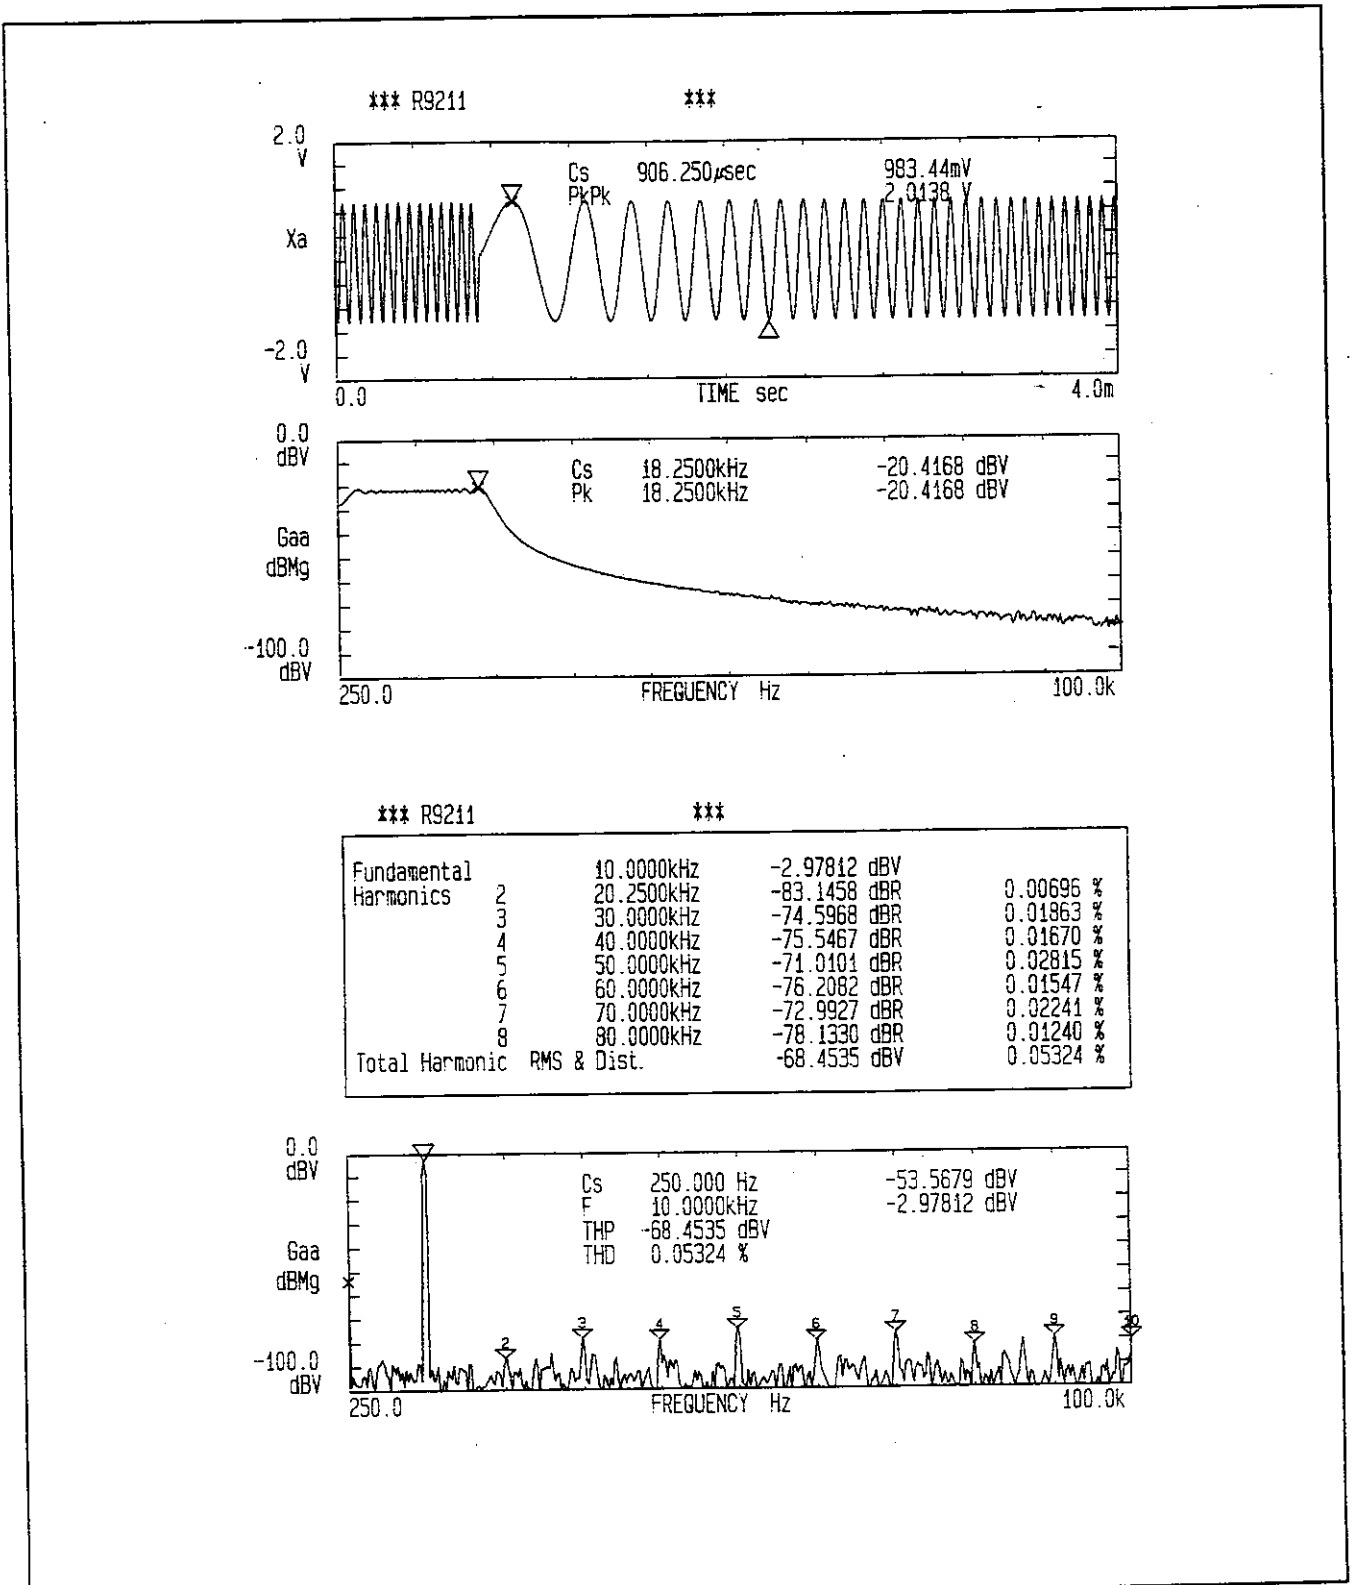 *** R9211 ***
2.0
V
Cs 906.250µsec 983.44mV
PkPk 2.0138 V
Xa
-2.0
V
0.0 TIME sec 4.0m
0.0
dBV
Cs 18.2500kHz -20.4168 dBV
Pk 18.2500kHz -20.4168 dBV
Gaa
dBMg
-100.0
dBV
250.0 FREQUENCY Hz 100.0k
*** R9211 ***
Fundamental 10.0000kHz -2.97812 dBV
Harmonics 2 20.2500kHz -83.1458 dBR 0.00696 %
3 30.0000kHz -74.5968 dBR 0.01863 %
4 40.0000kHz -75.5467 dBR 0.01670 %
5 50.0000kHz -71.0101 dBR 0.02815 %
6 60.0000kHz -76.2082 dBR 0.01547 %
7 70.0000kHz -72.9927 dBR 0.02241 %
8 80.0000kHz -78.1330 dBR 0.01240 %
Total Harmonic RMS & Dist. -68.4535 dBV 0.05324 %
0.0
dBV
Cs 250.000 Hz -53.5679 dBV
F 10.0000kHz -2.97812 dBV
THP -68.4535 dBV
THD 0.05324 %
Gaa
dBMg
2 3 4 5 6 7 8 9 10
-100.0
dBV
250.0 FREQUENCY Hz 100.0k